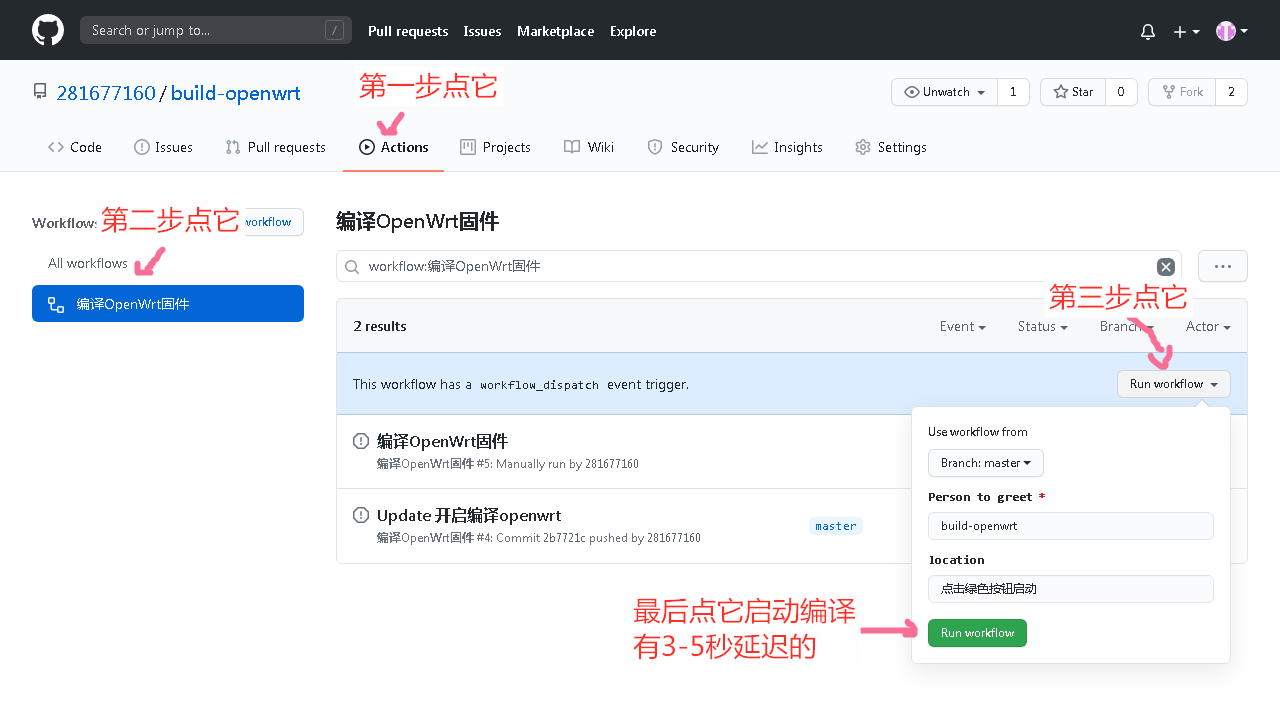 Search or jump to... /
Pull requests Issues Marketplace Explore
281677160/build-openwrt
第一步点它
Unwatch 1 Star 0 Fork 2
Code Issues Pull requests Actions Projects Wiki Security Insights Settings
Workflow: 第二步点它 workflow
All workflows
编译OpenWrt固件
编译OpenWrt固件
workflow:编译OpenWrt固件
第三步点它
2 results Event Status Branch Actor
This workflow has a workflow_dispatch event trigger.
Run workflow
编译OpenWrt固件
编译OpenWrt固件 #5: Manually run by 281677160
Update 开启编译openwrt
编译OpenWrt固件 #4: Commit 2b7721c pushed by 281677160
master
Use workflow from
Branch: master
Person to greet *
build-openwrt
location
点击绿色按钮启动
Run workflow
最后点它启动编译
有3-5秒延迟的